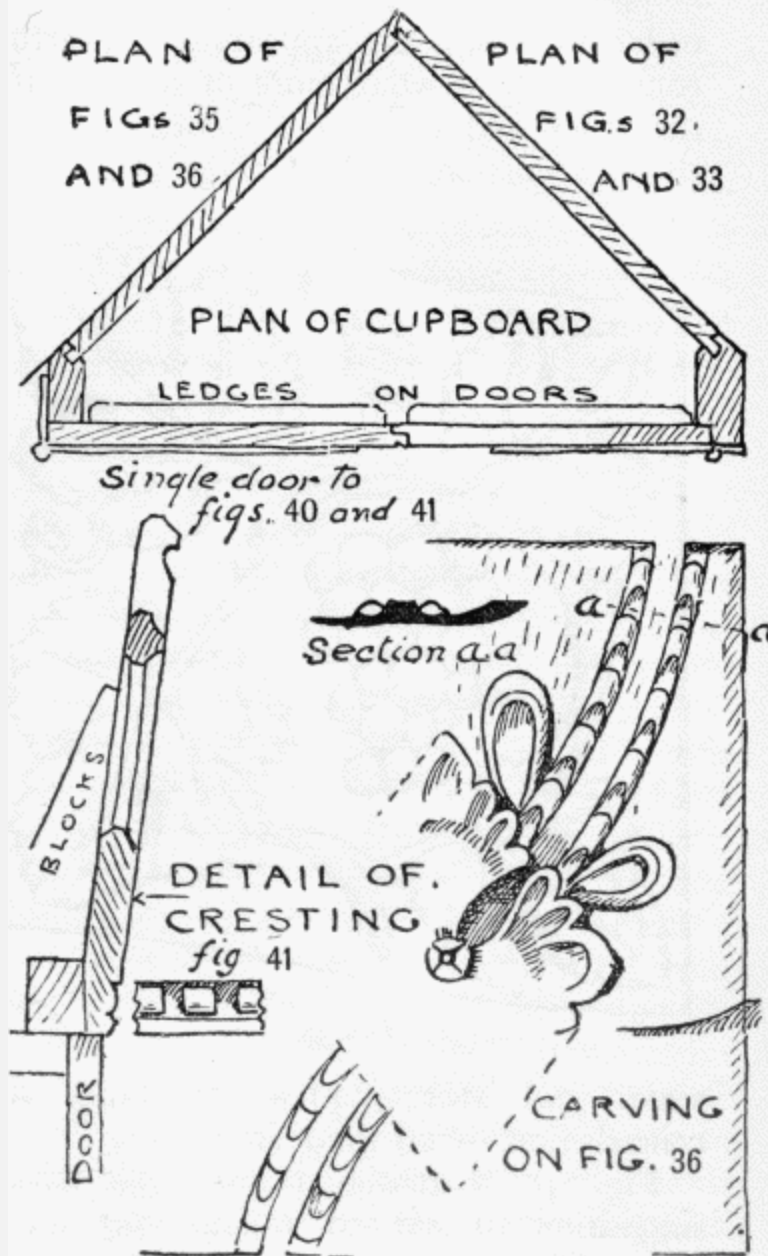 PLAN OF
FIGs 35
AND 36
PLAN OF
FIG.s 32.
AND 33
PLAN OF CUPBOARD
LEDGES ON DOORS
Single door to
figs. 40 and 41
a
a
Section a.a
BLOCKS
DETAIL OF.
CRESTING
fig 41
DOOR
CARVING
ON FIG. 36